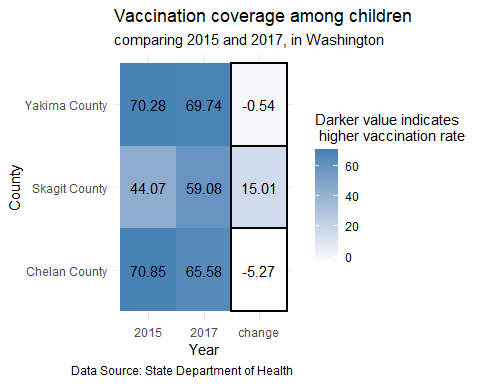 Vaccination coverage among children
comparing 2015 and 2017, in Washington
Yakima County 70.28 69.74 -0.54
Skagit County 44.07 59.08 15.01
Chelan County 70.85 65.58 -5.27
County
2015 2017 change
Year
Data Source: State Department of Health
Darker value indicates
higher vaccination rate
60
40
20
0